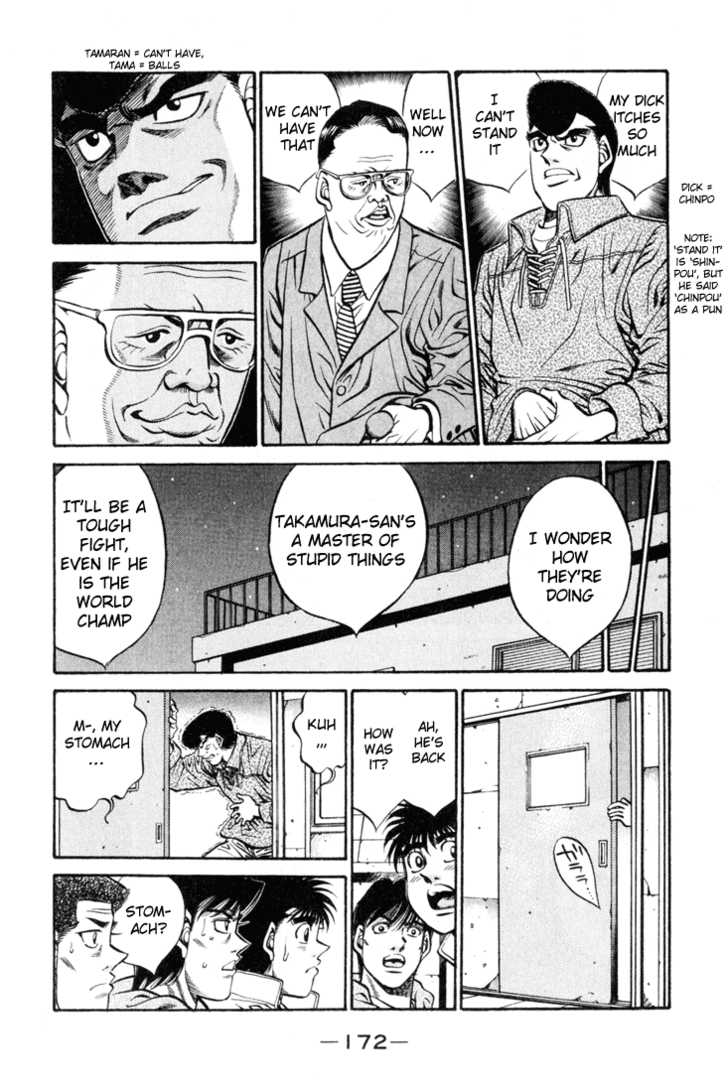 TAMARAN = CAN'T HAVE,
TAMA = BALLS
MY DICK
ITCHES
SO
MUCH
I
CAN'T
STAND
IT
DICK =
CHINPO
NOTE:
'STAND IT'
IS 'SHIN-
POU', BUT
HE SAID
'CHINPOU'
AS A PUN
WELL
NOW
...
WE CAN'T
HAVE
THAT
I WONDER
HOW
THEY'RE
DOING
TAKAMURA-SAN'S
A MASTER OF
STUPID THINGS
IT'LL BE A
TOUGH
FIGHT,
EVEN IF HE
IS THE
WORLD
CHAMP
AH,
HE'S
BACK
HOW
WAS
IT?
KUH
,,,
M-, MY
STOMACH
...
STOM-
ACH?
—172—